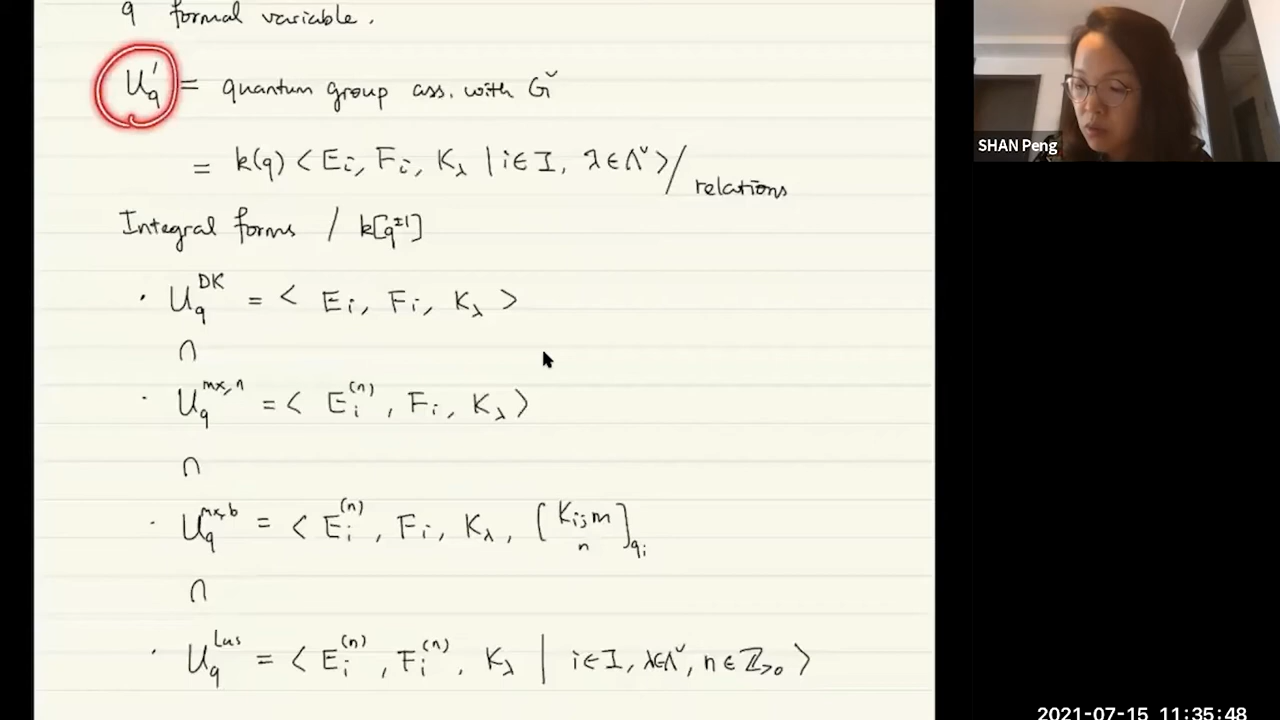 q formal variable.
U'_q = quantum group ass. with G^∨
= k(q) < E_i, F_i, K_λ | i∈I, λ∈Λ^∨ > / relations
Integral forms / k[q^{±1}]
· U_q^{DK} = < E_i, F_i, K_λ >
∩
· U_q^{mx,n} = < E_i^{(n)}, F_i, K_λ >
∩
· U_q^{mx,b} = < E_i^{(n)}, F_i, K_λ, [K_i;m n]_{q_i}
∩
· U_q^{Lus} = < E_i^{(n)}, F_i^{(n)}, K_λ | i∈I, λ∈Λ^∨, n∈ℤ_{>0} >
SHAN Peng
2021-07-15 11:35:48